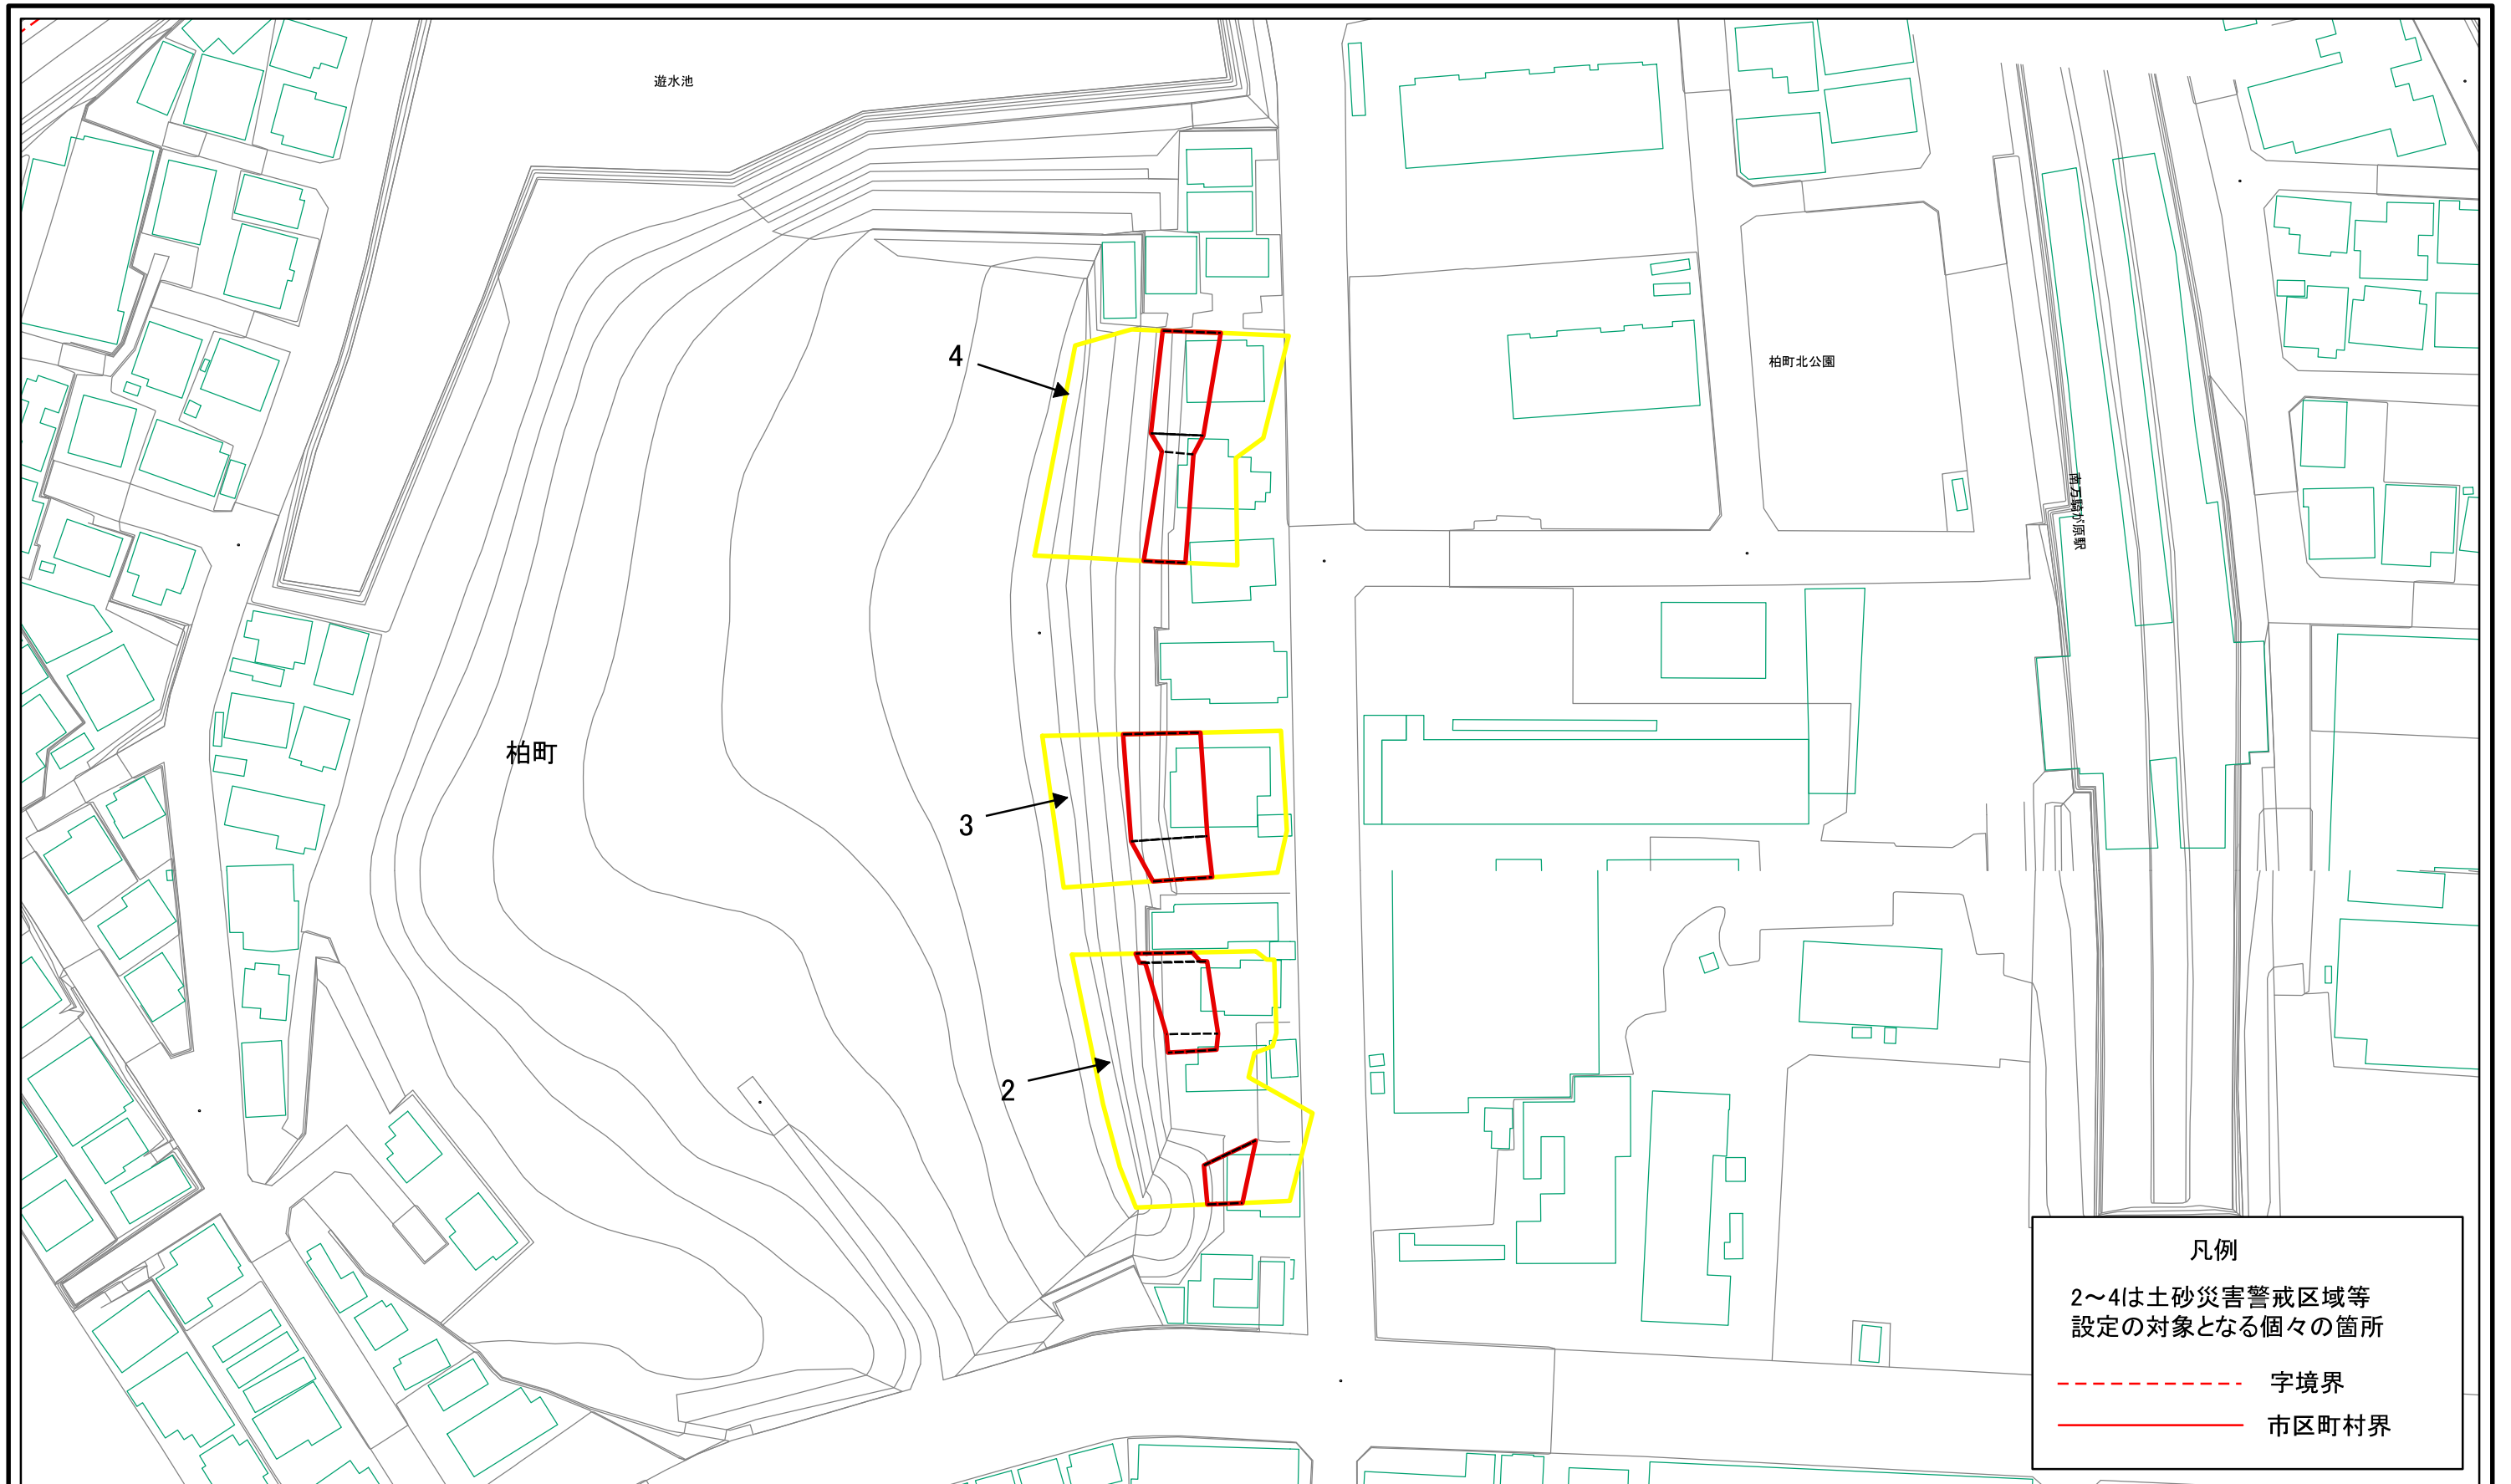 遊水池
4
柏町北公園
南万騎が原駅
柏町
3
2
凡例
2～4は土砂災害警戒区域等
設定の対象となる個々の箇所
字境界
市区町村界